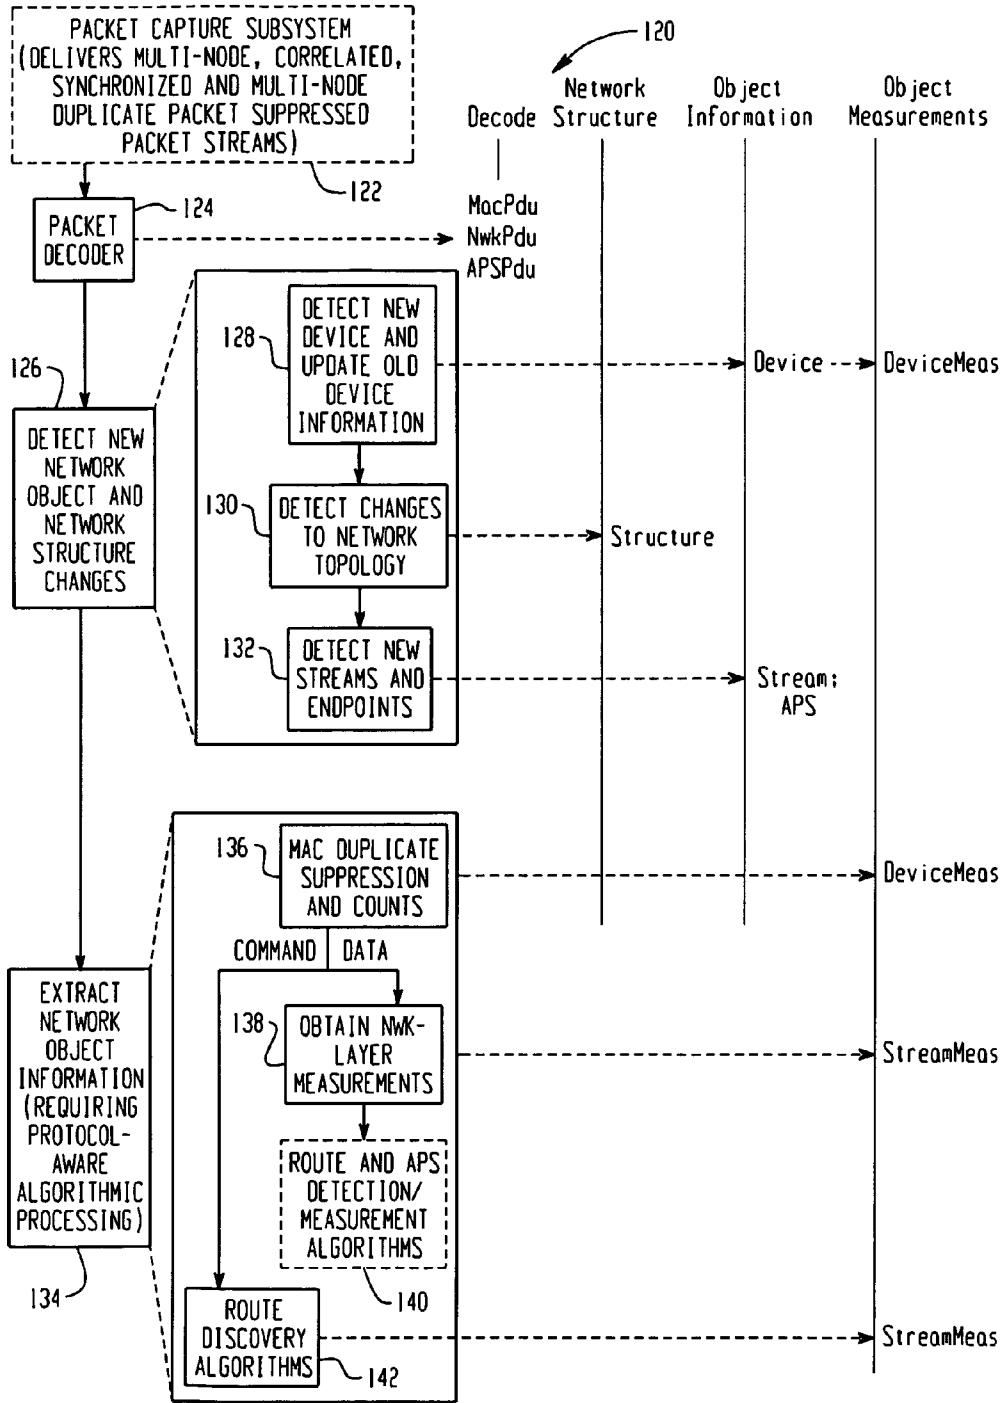 PACKET CAPTURE SUBSYSTEM
(DELIVERS MULTI-NODE, CORRELATED,
SYNCHRONIZED AND MULTI-NODE
DUPLICATE PACKET SUPPRESSED
PACKET STREAMS)
122
120
Decode
Network
Structure
Object
Information
Object
Measurements
PACKET
DECODER
124
MacPdu
NwkPdu
APSPdu
126
DETECT NEW
NETWORK
OBJECT AND
NETWORK
STRUCTURE
CHANGES
128
DETECT NEW
DEVICE AND
UPDATE OLD
DEVICE
INFORMATION
Device
DeviceMeas
130
DETECT CHANGES
TO NETWORK
TOPOLOGY
Structure
132
DETECT NEW
STREAMS AND
ENDPOINTS
Stream:
APS
136
MAC DUPLICATE
SUPPRESSION
AND COUNTS
DeviceMeas
COMMAND
DATA
EXTRACT
NETWORK
OBJECT
INFORMATION
(REQUIRING
PROTOCOL-
AWARE
ALGORITHMIC
PROCESSING)
134
138
OBTAIN NWK-
LAYER
MEASUREMENTS
StreamMeas
ROUTE AND APS
DETECTION/
MEASUREMENT
ALGORITHMS
140
ROUTE
DISCOVERY
ALGORITHMS
142
StreamMeas